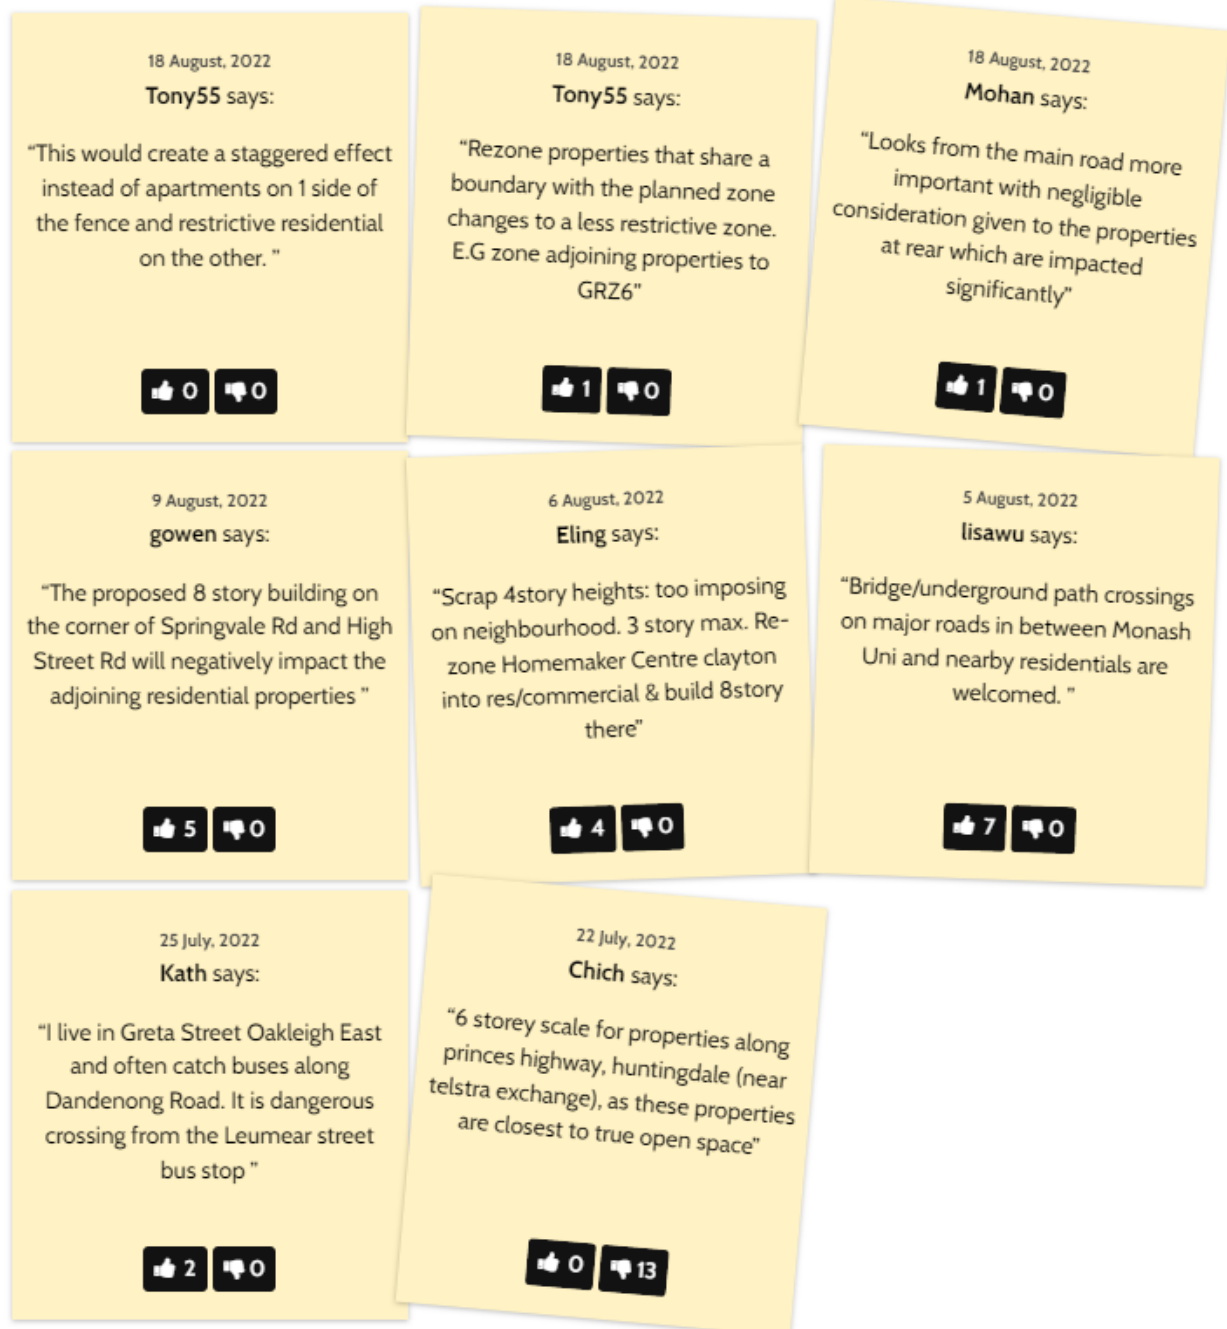 18 August, 2022
Tony55 says:
“This would create a staggered effect
instead of apartments on 1 side of
the fence and restrictive residential
on the other. ”
0 0
18 August, 2022
Tony55 says:
“Rezone properties that share a
boundary with the planned zone
changes to a less restrictive zone.
E.G zone adjoining properties to
GRZ6”
1 0
18 August, 2022
Mohan says:
“Looks from the main road more
important with negligible
consideration given to the properties
at rear which are impacted
significantly”
1 0
9 August, 2022
gowen says:
“The proposed 8 story building on
the corner of Springvale Rd and High
Street Rd will negatively impact the
adjoining residential properties ”
5 0
6 August, 2022
Eling says:
“Scrap 4story heights: too imposing
on neighbourhood. 3 story max. Re-
zone Homemaker Centre clayton
into res/commercial & build 8story
there”
4 0
5 August, 2022
lisawu says:
“Bridge/underground path crossings
on major roads in between Monash
Uni and nearby residentials are
welcomed. ”
7 0
25 July, 2022
Kath says:
“I live in Greta Street Oakleigh East
and often catch buses along
Dandenong Road. It is dangerous
crossing from the Leumear street
bus stop ”
2 0
22 July, 2022
Chich says:
“6 storey scale for properties along
princes highway, huntingdale (near
telstra exchange), as these properties
are closest to true open space”
0 13